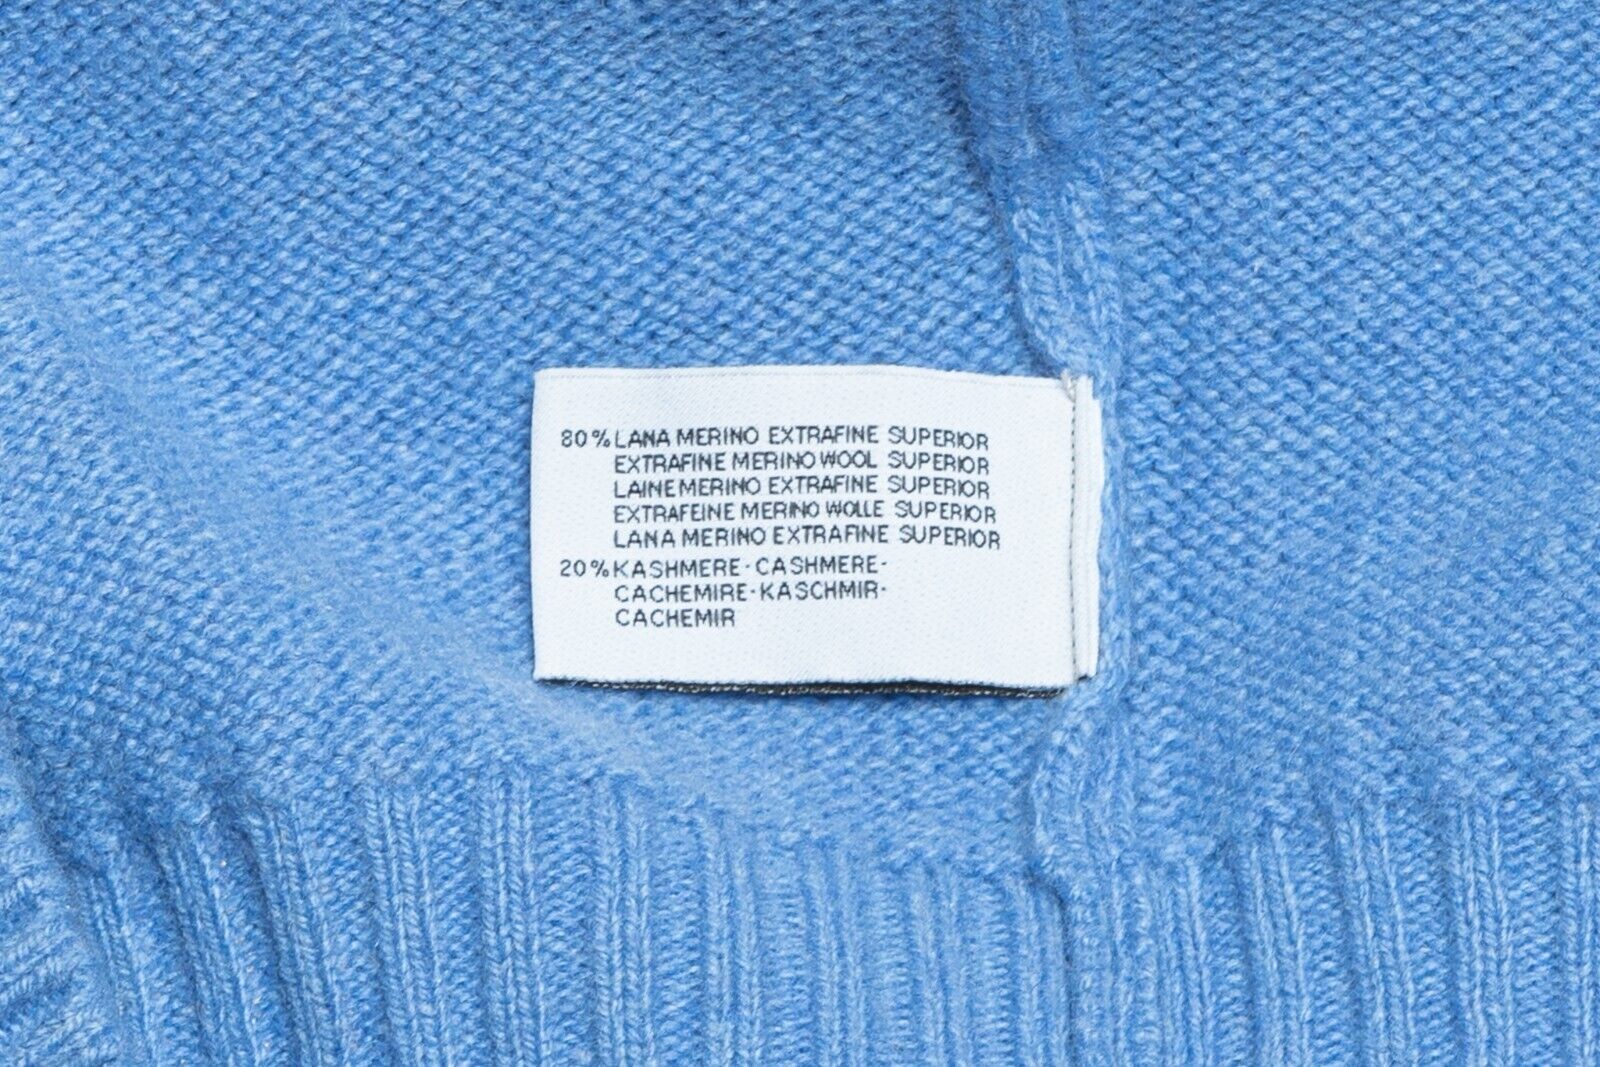 80% LANA MERINO EXTRAFINE SUPERIOR
EXTRAFINE MERINO WOOL SUPERIOR
LAINE MERINO EXTRAFINE SUPERIOR
EXTRAFEINE MERINO WOLLE SUPERIOR
LANA MERINO EXTRAFINE SUPERIOR
20% KASHMERE - CASHMERE -
CACHEMIRE - KASCHMIR -
CACHEMIR